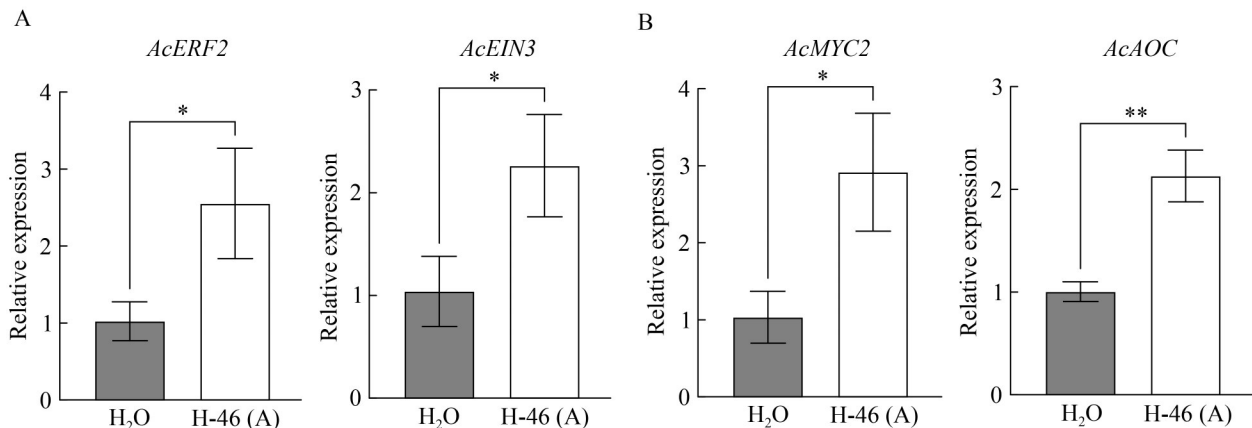 A
AcERF2
Relative expression
4
3
2
1
0
*
H₂O
H-46 (A)
AcEIN3
Relative expression
3
2
1
0
*
H₂O
H-46 (A)
B
AcMYC2
Relative expression
4
3
2
1
0
*
H₂O
H-46 (A)
AcAOC
Relative expression
3
2
1
0
**
H₂O
H-46 (A)